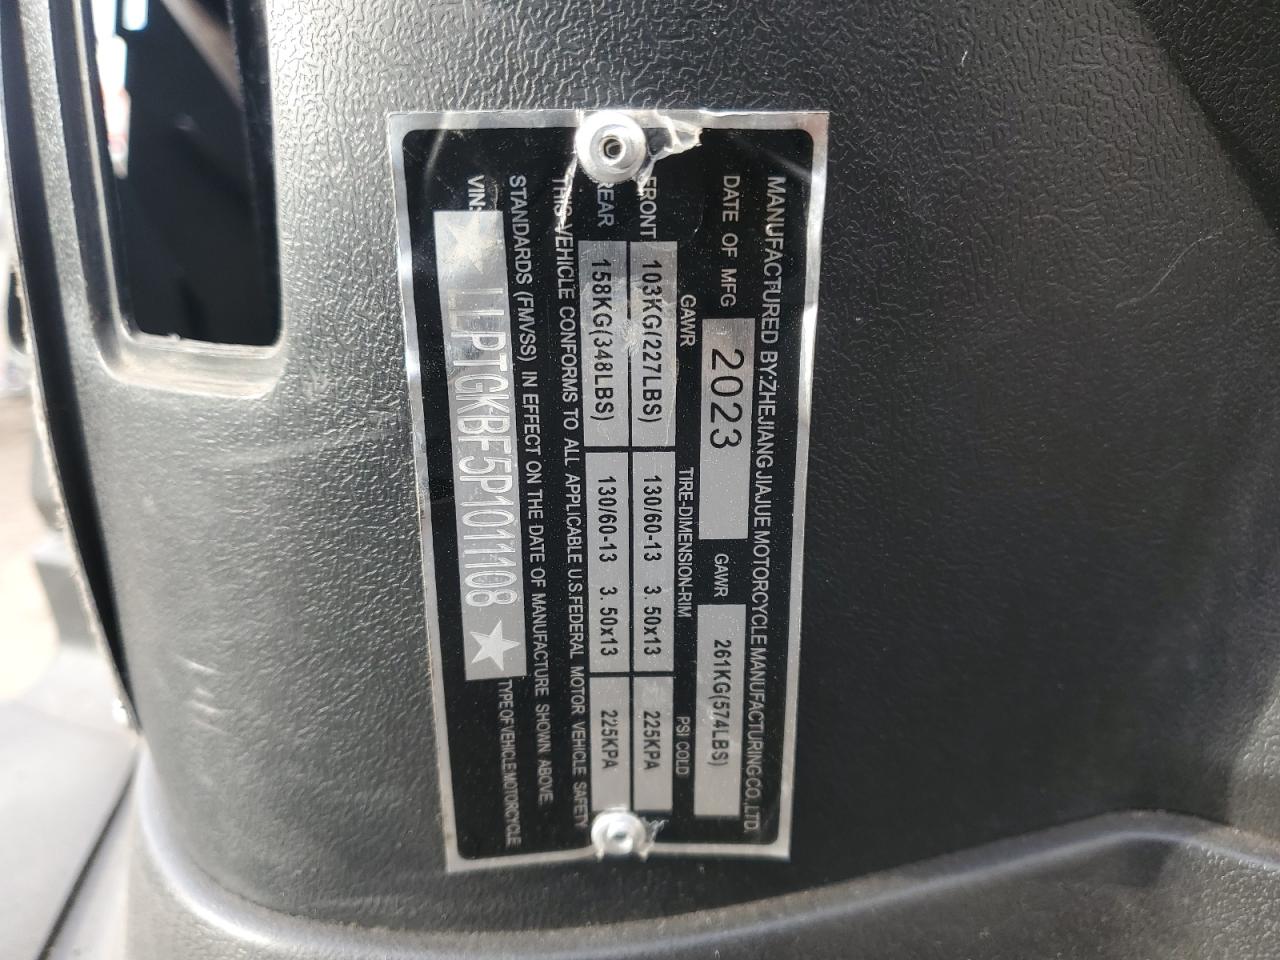 MANUFACTURED BY:ZHEJIANG JIAJUE MOTORCYCLE MANUFACTURING CO.,LTD.
DATE OF MFG 2023 GAWR 261KG(574LBS)
GAWR TIRE-DIMENSION-RIM PSI COLD
FRONT 103KG(227LBS) 130/60-13 3.50x13 225KPA
REAR 158KG(348LBS) 130/60-13 3.50x13 225KPA
THIS VEHICLE CONFORMS TO ALL APPLICABLE U.S.FEDERAL MOTOR VEHICLE SAFETY
STANDARDS (FMVSS) IN EFFECT ON THE DATE OF MANUFACTURE SHOWN ABOVE.
VIN: ★LLPTGKBF5P1011108★ TYPE OF VEHICLE:MOTORCYCLE